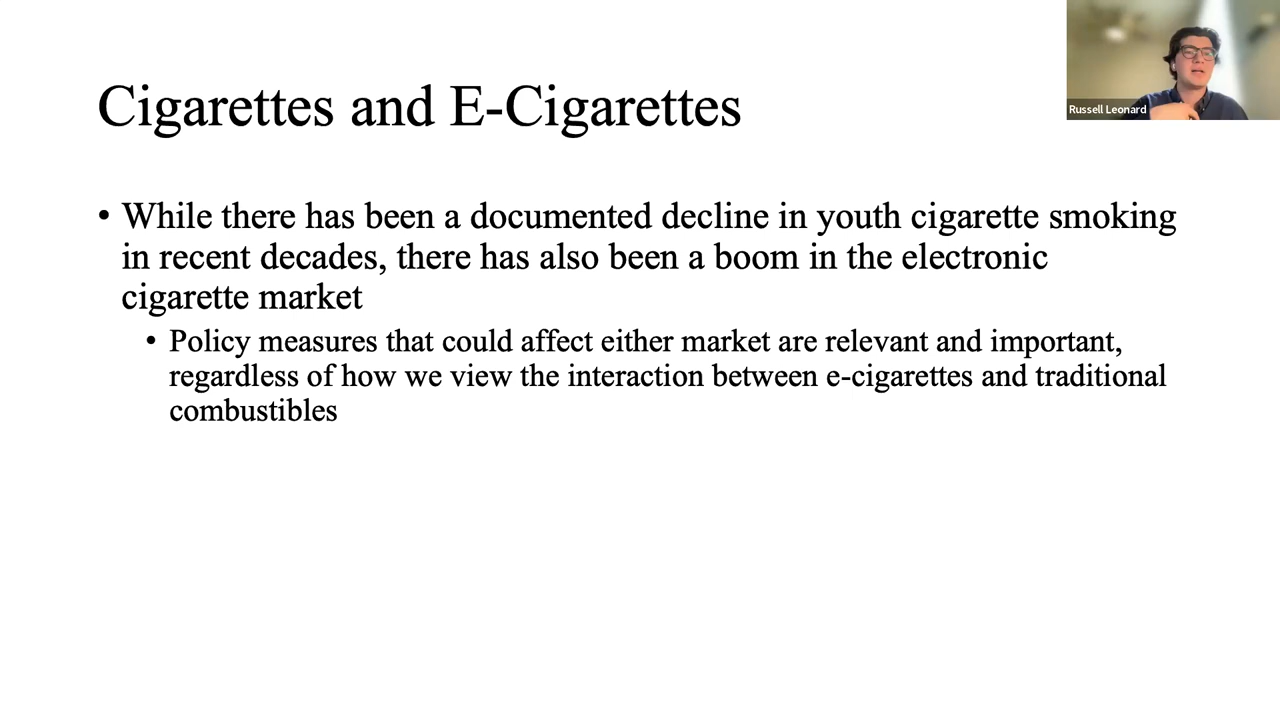 Cigarettes and E-Cigarettes
Russell Leonard
• While there has been a documented decline in youth cigarette smoking
in recent decades, there has also been a boom in the electronic
cigarette market
• Policy measures that could affect either market are relevant and important,
regardless of how we view the interaction between e-cigarettes and traditional
combustibles